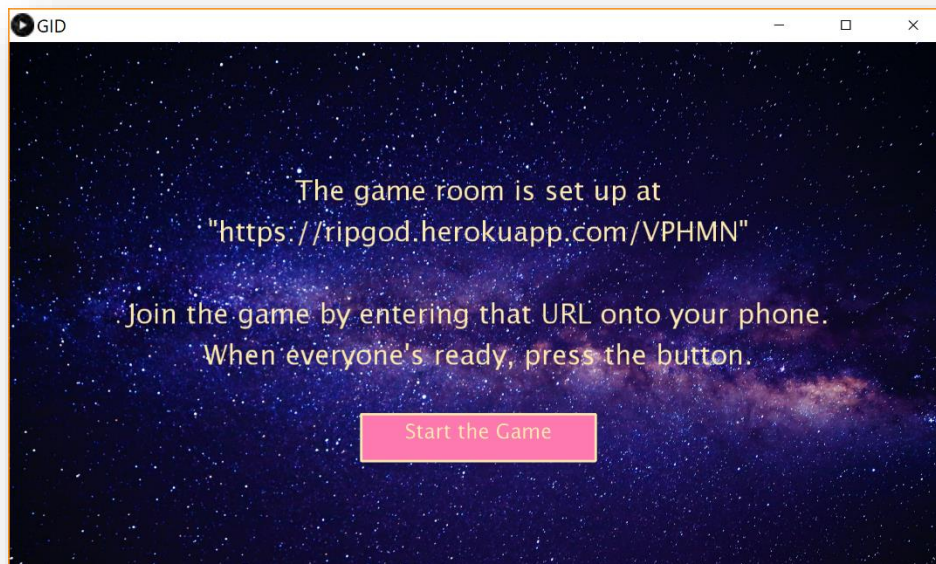 GID
The game room is set up at
"https://ripgod.herokuapp.com/VPHMN"
Join the game by entering that URL onto your phone.
When everyone's ready, press the button.
Start the Game